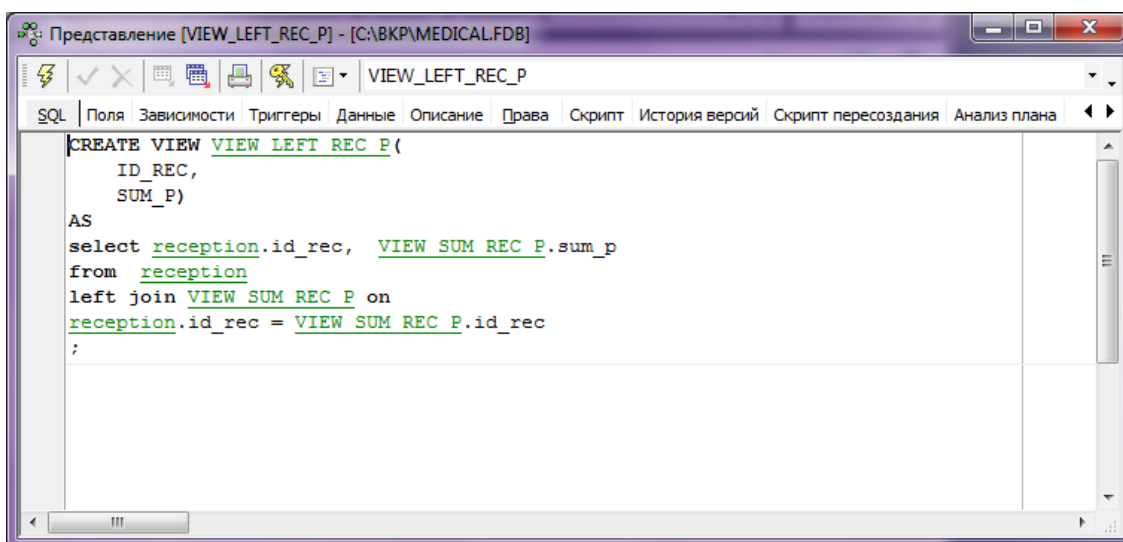 Представление [VIEW_LEFT_REC_P] - [C:\BKP\MEDICAL.FDB]
VIEW_LEFT_REC_P
SQL Поля Зависимости Триггеры Данные Описание Права Скрипт История версий Скрипт пересоздания Анализ плана
CREATE VIEW VIEW_LEFT_REC_P(
ID_REC,
SUM_P)
AS
select reception.id_rec, VIEW_SUM_REC_P.sum_p
from reception
left join VIEW_SUM_REC_P on
reception.id_rec = VIEW_SUM_REC_P.id_rec
;